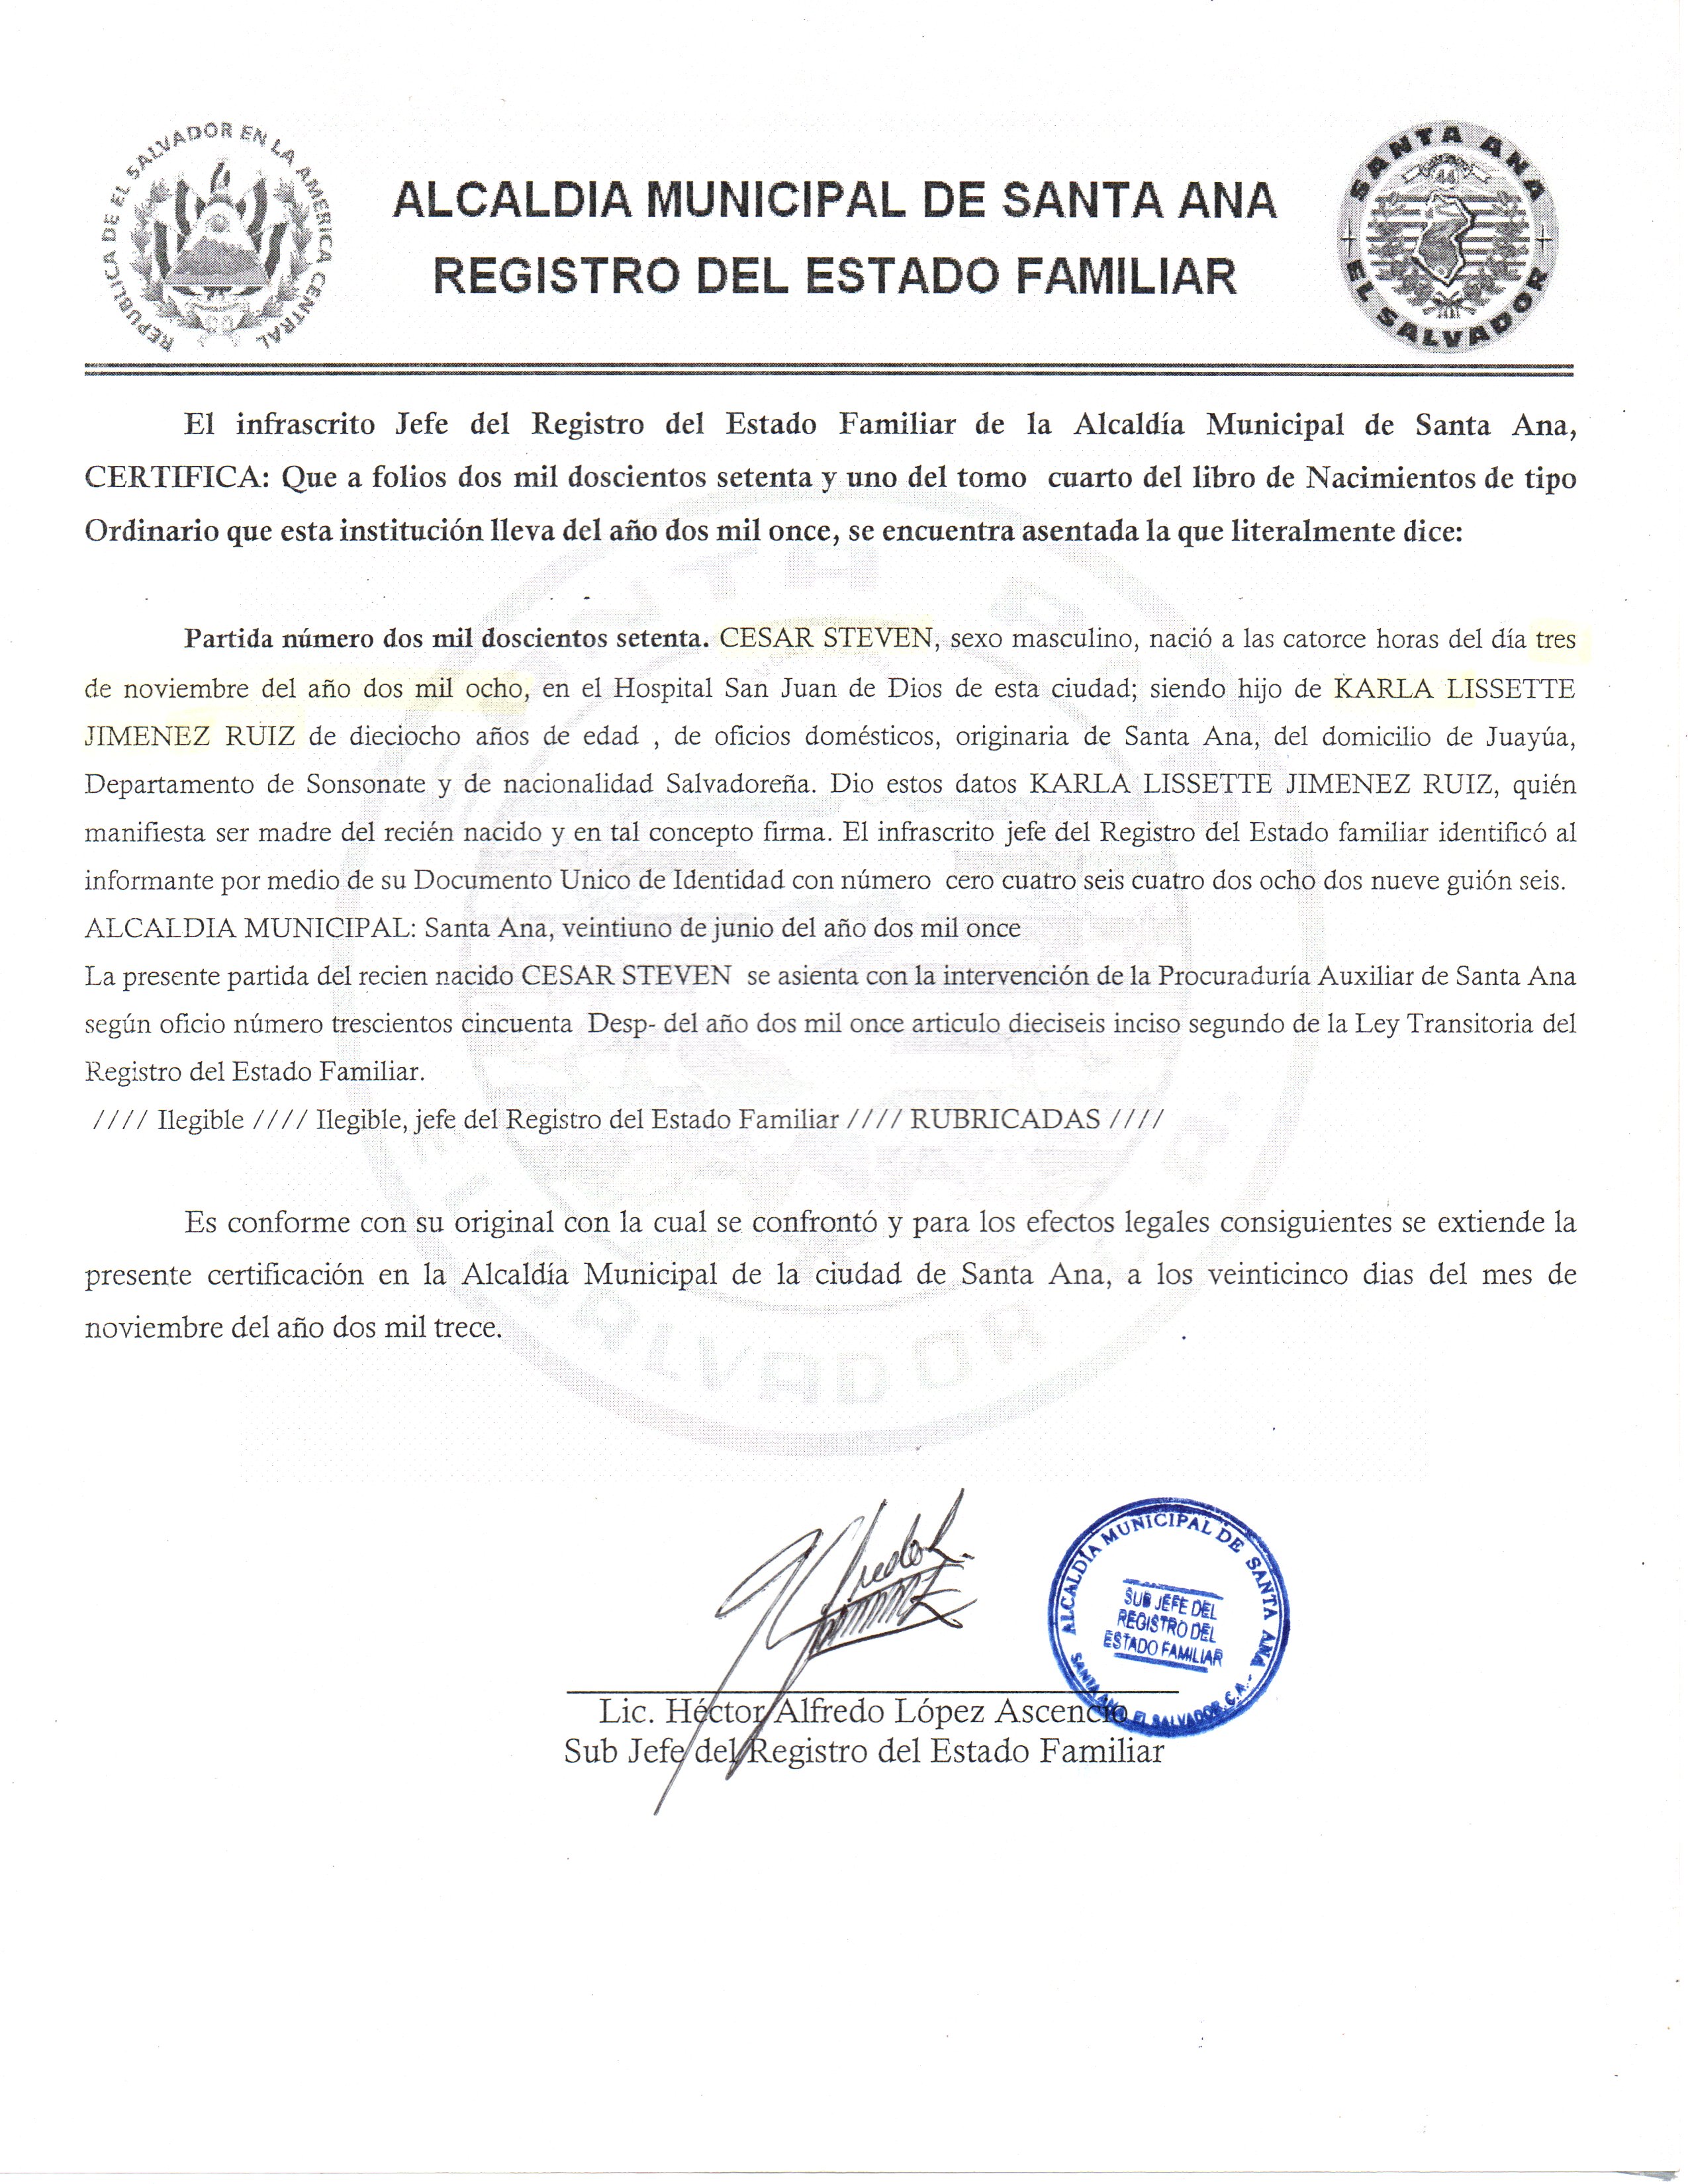 REPUBLICA DE EL SALVADOR EN LA AMERICA CENTRAL
ALCALDIA MUNICIPAL DE SANTA ANA
REGISTRO DEL ESTADO FAMILIAR
SANTA ANA
44
EL SALVADOR
El infrascrito Jefe del Registro del Estado Familiar de la Alcaldía Municipal de Santa Ana,
CERTIFICA: Que a folios dos mil doscientos setenta y uno del tomo cuarto del libro de Nacimientos de tipo
Ordinario que esta institución lleva del año dos mil once, se encuentra asentada la que literalmente dice:
Partida número dos mil doscientos setenta. CESAR STEVEN, sexo masculino, nació a las catorce horas del día tres
de noviembre del año dos mil ocho, en el Hospital San Juan de Dios de esta ciudad; siendo hijo de KARLA LISSETTE
JIMENEZ RUIZ de dieciocho años de edad , de oficios domésticos, originaria de Santa Ana, del domicilio de Juayúa,
Departamento de Sonsonate y de nacionalidad Salvadoreña. Dio estos datos KARLA LISSETTE JIMENEZ RUIZ, quién
manifiesta ser madre del recién nacido y en tal concepto firma. El infrascrito jefe del Registro del Estado familiar identificó al
informante por medio de su Documento Unico de Identidad con número cero cuatro seis cuatro dos ocho dos nueve guión seis.
ALCALDIA MUNICIPAL: Santa Ana, veintiuno de junio del año dos mil once
La presente partida del recien nacido CESAR STEVEN se asienta con la intervención de la Procuraduría Auxiliar de Santa Ana
según oficio número trescientos cincuenta Desp- del año dos mil once articulo dieciseis inciso segundo de la Ley Transitoria del
Registro del Estado Familiar.
//// Ilegible //// Ilegible, jefe del Registro del Estado Familiar //// RUBRICADAS ////
Es conforme con su original con la cual se confrontó y para los efectos legales consiguientes se extiende la
presente certificación en la Alcaldía Municipal de la ciudad de Santa Ana, a los veinticinco dias del mes de
noviembre del año dos mil trece.
ALCALDÍA MUNICIPAL DE SANTA ANA
SUB JEFE DEL
REGISTRO DEL
ESTADO FAMILIAR
SANTA ANA, EL SALVADOR, C.A.
Lic. Héctor Alfredo López Ascencio
Sub Jefe del Registro del Estado Familiar